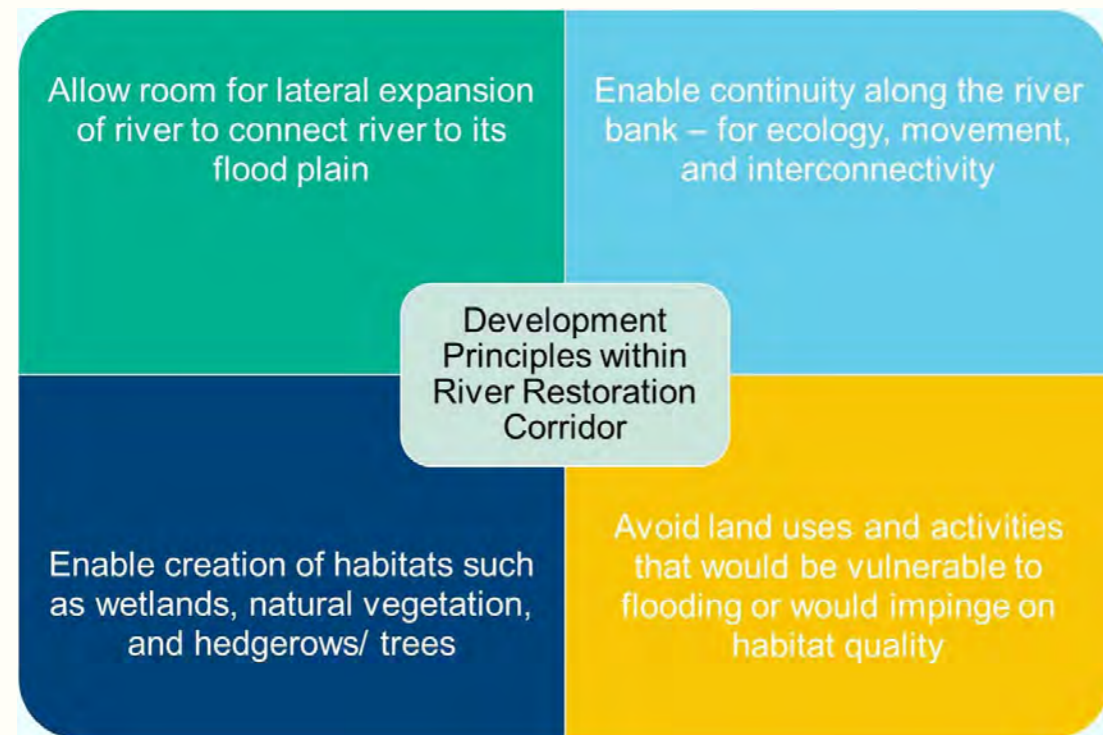 Allow room for lateral expansion
of river to connect river to its
flood plain
Enable continuity along the river
bank – for ecology, movement,
and interconnectivity
Development
Principles within
River Restoration
Corridor
Enable creation of habitats such
as wetlands, natural vegetation,
and hedgerows/ trees
Avoid land uses and activities
that would be vulnerable to
flooding or would impinge on
habitat quality